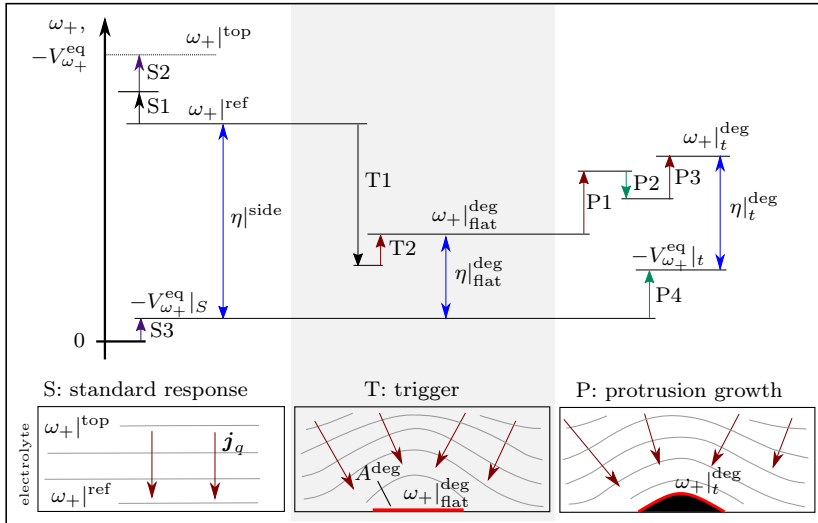 ω₊,
−V^eq_ω₊
ω₊|^top
S2
S1
ω₊|^ref
ω₊|^deg_t
T1
P2
P3
P1
η|^side
ω₊|^deg_flat
η|^deg_t
T2
−V^eq_ω₊|_t
η|^deg_flat
−V^eq_ω₊|_S
P4
0
S3
S: standard response
T: trigger
P: protrusion growth
electrolyte
ω₊|^top
j_q
A^deg
ω₊|^ref
ω₊|^deg_flat
ω₊|^deg_t